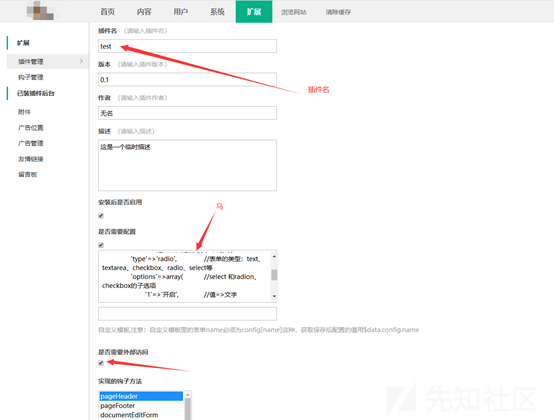 首页 内容 用户 系统 扩展 浏览网站 清除缓存
扩展
插件管理
钩子管理
已装插件后台
附件
广告位置
广告管理
友情链接
留言板
插件名 （请输入插件名）
test
插件名
版本 （请输入插件版本）
0.1
作者 （请输入插件作者）
无名
描述 （请输入描述）
这是一个临时描述
安装后是否启用
马
是否需要配置
'type'=>'radio', //表单的类型：text、
textarea、checkbox、radio、select等
'options'=>array( //select 和radion、
checkbox的子选项
'1'=>'开启', //值=>文字
自定义模板,注意：自定义模板里的表单name必须为config[name]这种，获取保存后配置的值用$data.config.name
是否需要外部访问
实现的钩子方法
pageHeader
pageFooter
documentEditForm
先知社区